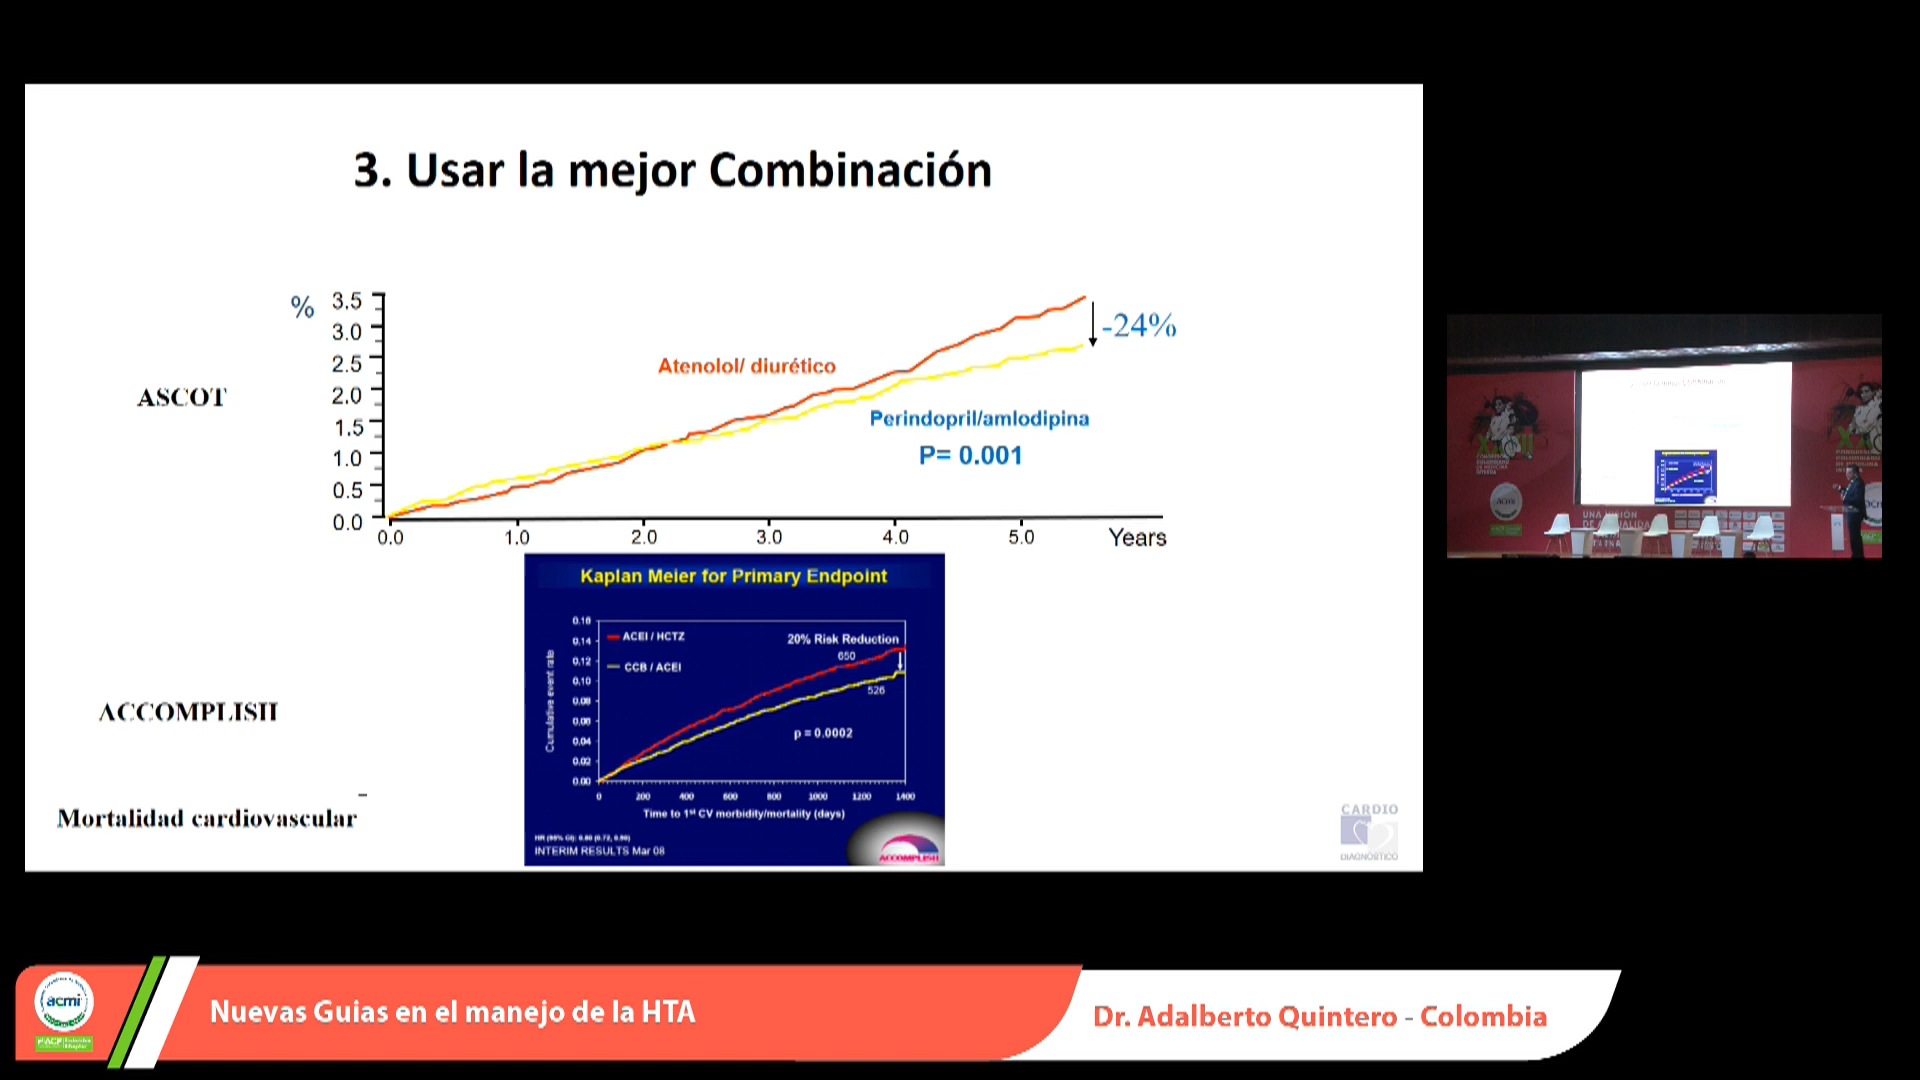 3. Usar la mejor Combinación
%
3.5
3.0
2.5
2.0
1.5
1.0
0.5
0.0
0.0 1.0 2.0 3.0 4.0 5.0 Years
Atenolol/ diurético
-24%
Perindopril/amlodipina
P= 0.001
ASCOT
Kaplan Meier for Primary Endpoint
Cumulative event rate
0.16
0.14
0.12
0.10
0.08
0.06
0.04
0.02
0.00
ACEI / HCTZ
CCB / ACEI
20% Risk Reduction
650
526
p = 0.0002
0 200 400 600 800 1000 1200 1400
Time to 1st CV morbidity/mortality (days)
INTERIM RESULTS Mar 08
ACCOMPLISH
ACCOMPLISH
Mortalidad cardiovascular
CARDIO
DIAGNOSTICO
acmi
Nuevas Guias en el manejo de la HTA
Dr. Adalberto Quintero - Colombia